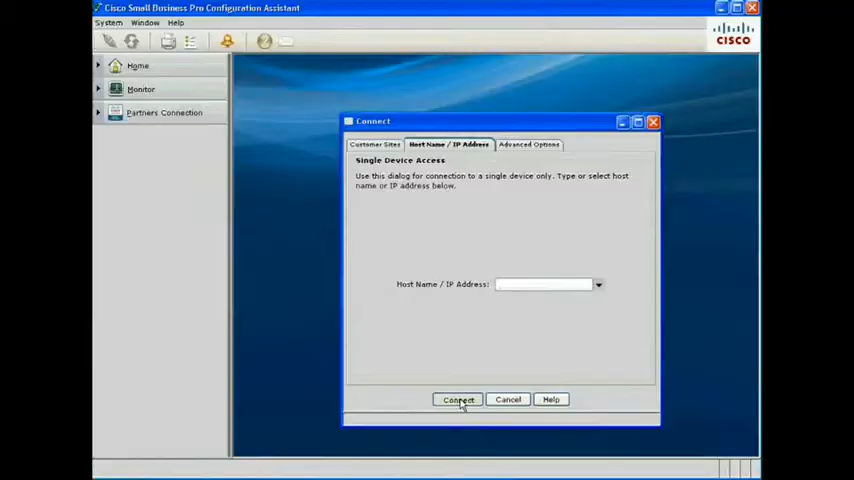 Cisco Small Business Pro Configuration Assistant
System Window Help
CISCO
Home
Monitor
Partners Connection
Connect
Customer Sites Host Name / IP Address Advanced Options
Single Device Access
Use this dialog for connection to a single device only. Type or select host
name or IP address below.
Host Name / IP Address:
Connect Cancel Help